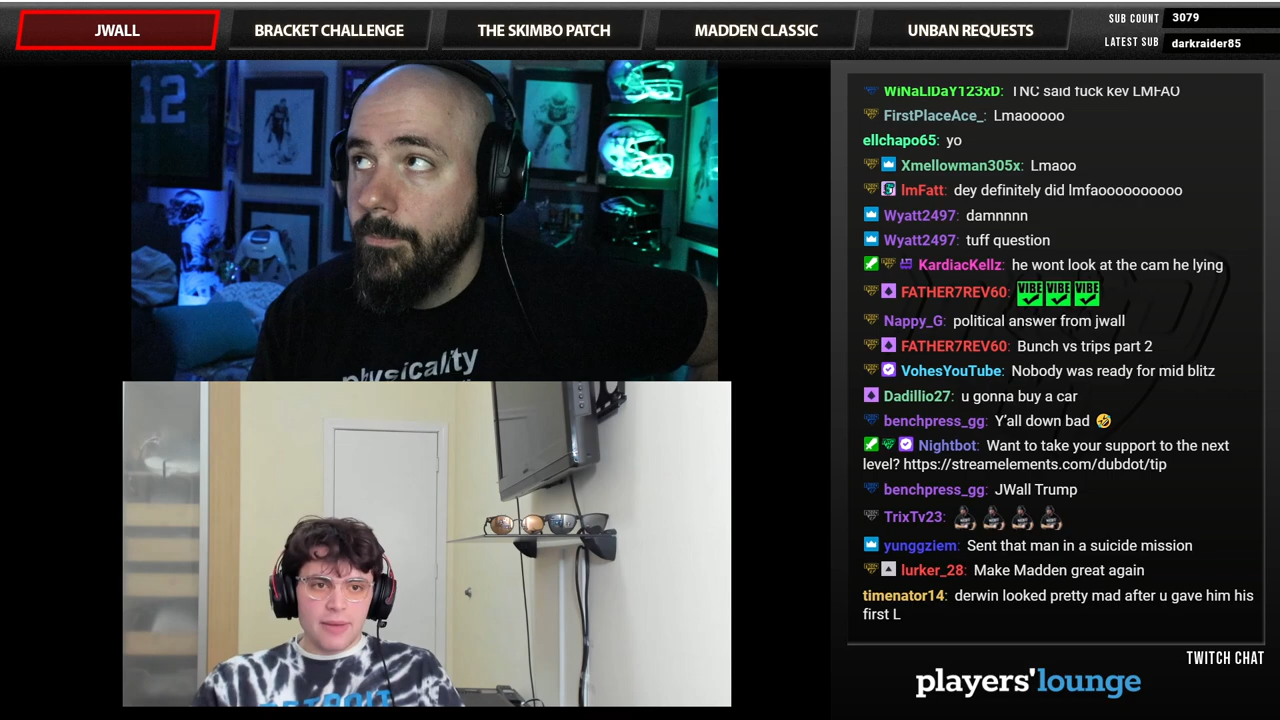 JWALL
BRACKET CHALLENGE
THE SKIMBO PATCH
MADDEN CLASSIC
UNBAN REQUESTS
SUB COUNT 3079
LATEST SUB darkraider85
12
physicality
DETROIT
WiNaLiDaY123xD: TNC said fuck kev LMFAO
FirstPlaceAce_: Lmaooooo
ellchapo65: yo
Xmellowman305x: Lmaoo
lmFatt: dey definitely did lmfaoooooooooo
Wyatt2497: damnnnn
Wyatt2497: tuff question
KardiacKellz: he wont look at the cam he lying
FATHER7REV60: VIBE VIBE VIBE
Nappy_G: political answer from jwall
FATHER7REV60: Bunch vs trips part 2
VohesYouTube: Nobody was ready for mid blitz
Dadillio27: u gonna buy a car
benchpress_gg: Y'all down bad 🤣
Nightbot: Want to take your support to the next
level? https://streamelements.com/dubdot/tip
benchpress_gg: JWall Trump
TrixTv23:
yunggziem: Sent that man in a suicide mission
lurker_28: Make Madden great again
timenator14: derwin looked pretty mad after u gave him his
first L
TWITCH CHAT
players'lounge